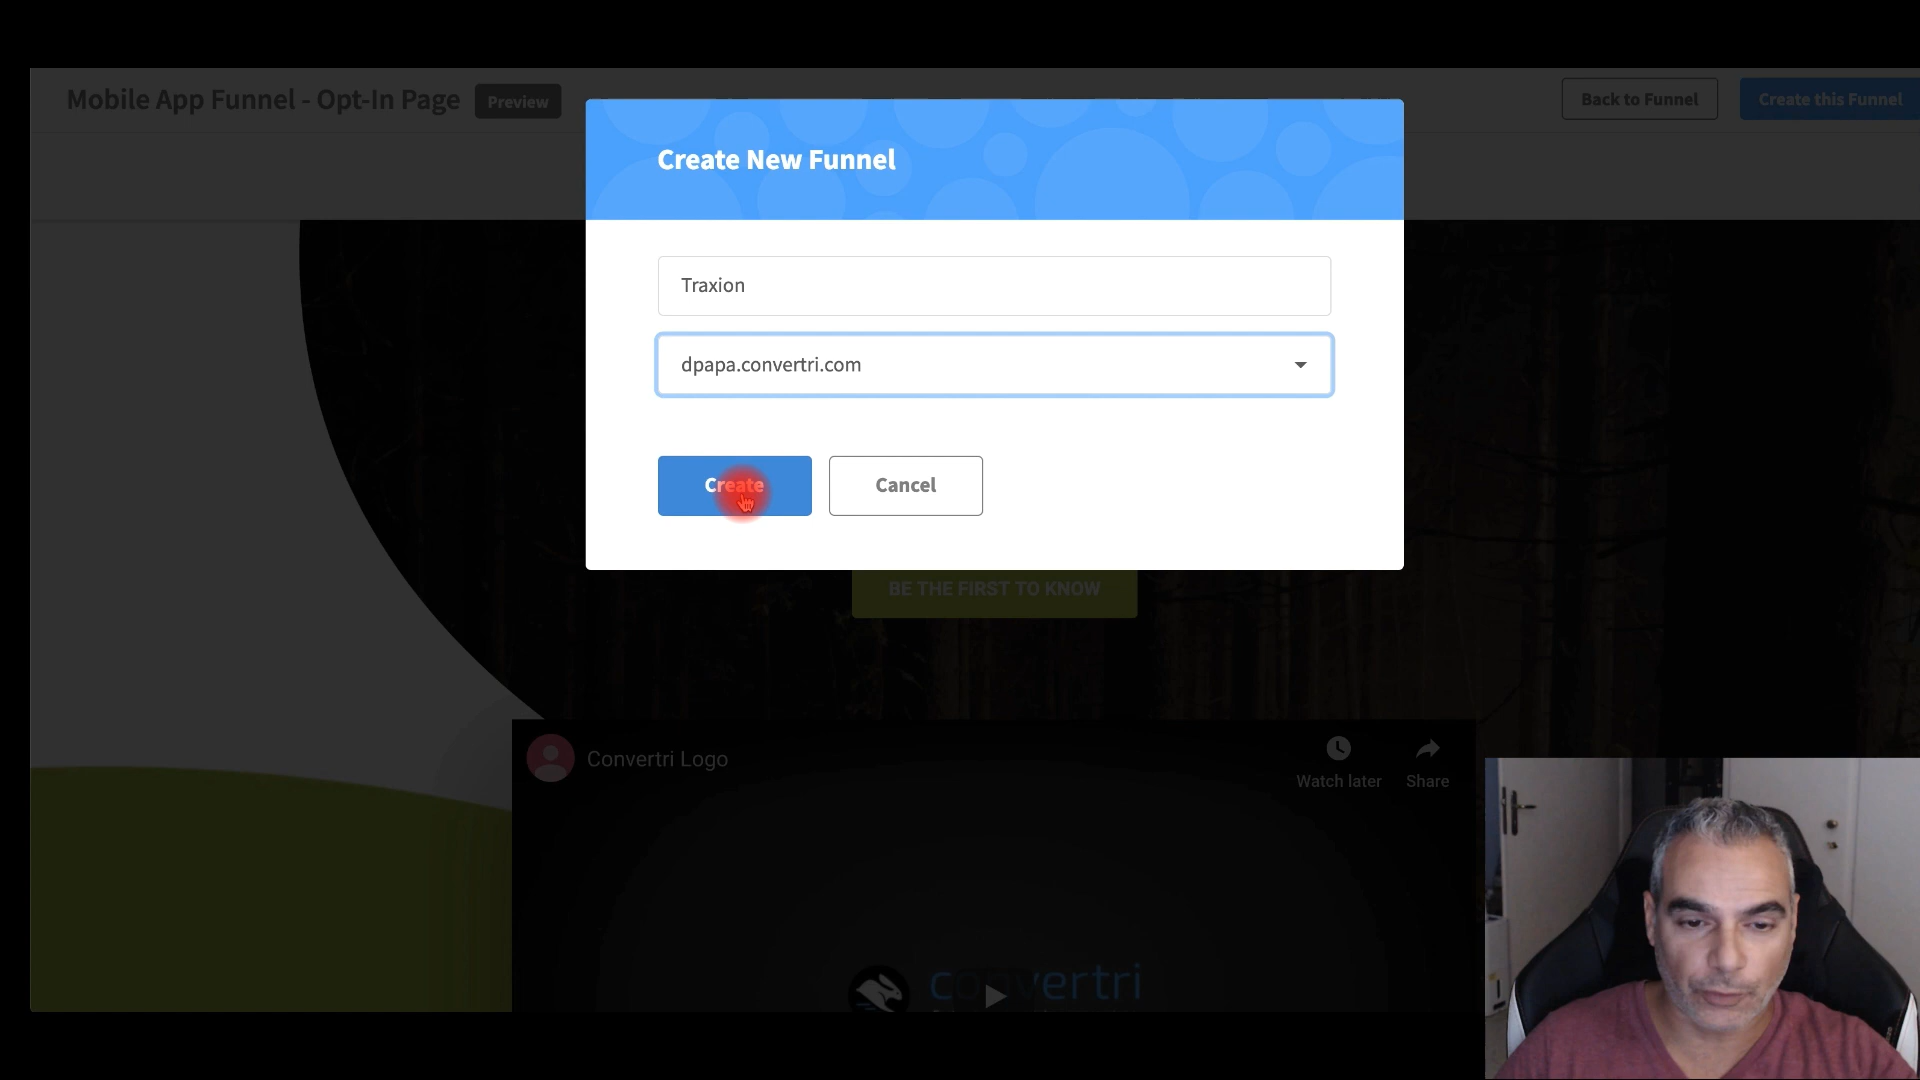 Mobile App Funnel - Opt-In Page
Preview
Back to Funnel
Create this Funnel
Create New Funnel
Traxion
dpapa.convertri.com
Create
Cancel
BE THE FIRST TO KNOW
Convertri Logo
Watch later
Share
convertri